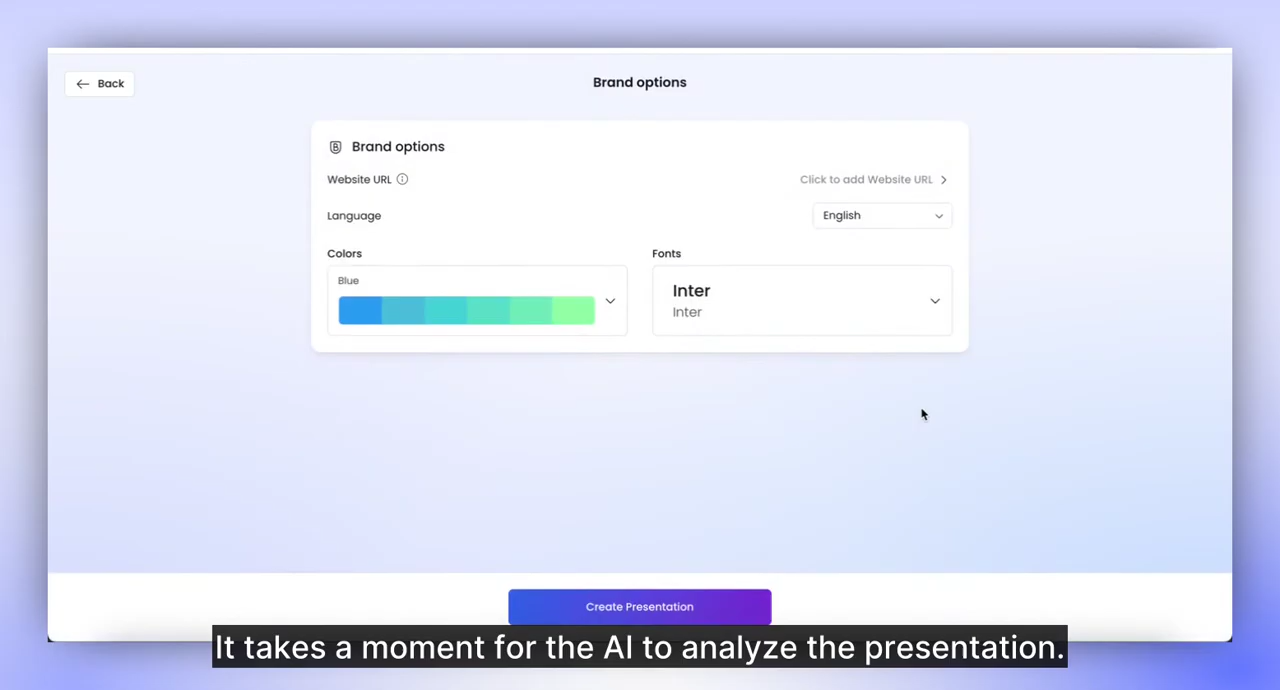 Back
Brand options
Brand options
Website URL
Click to add Website URL
Language
English
Colors
Fonts
Blue
Inter
Inter
Create Presentation
It takes a moment for the AI to analyze the presentation.